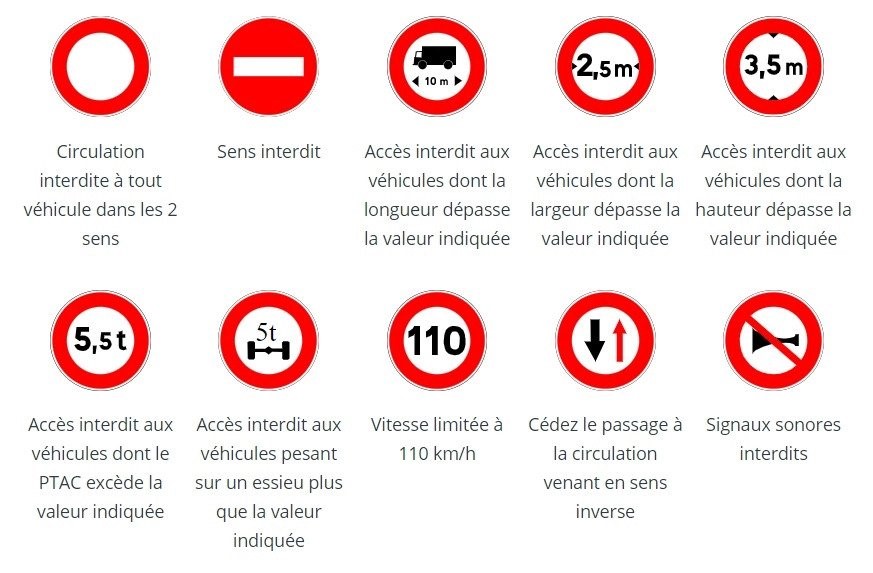 10 m
2,5m
3,5 m
Circulation
interdite à tout
véhicule dans les 2
sens
Sens interdit
Accès interdit aux
véhicules dont la
longueur dépasse
la valeur indiquée
Accès interdit aux
véhicules dont la
largeur dépasse la
valeur indiquée
Accès interdit aux
véhicules dont la
hauteur dépasse la
valeur indiquée
5,5 t
5t
110
Accès interdit aux
véhicules dont le
PTAC excède la
valeur indiquée
Accès interdit aux
véhicules pesant
sur un essieu plus
que la valeur
indiquée
Vitesse limitée à
110 km/h
Cédez le passage à
la circulation
venant en sens
inverse
Signaux sonores
interdits